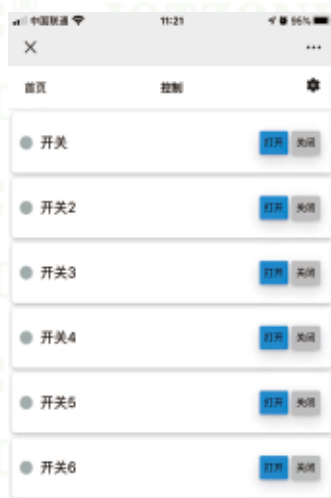 中国联通 11:21 95%
首页 控制
开关 打开 关闭
开关2 打开 关闭
开关3 打开 关闭
开关4 打开 关闭
开关5 打开 关闭
开关6 打开 关闭